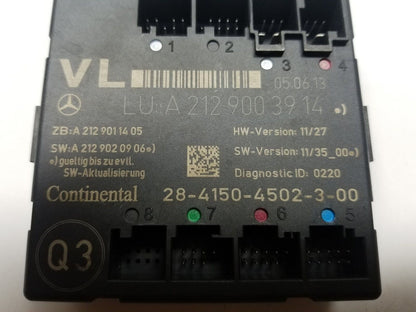 1 2 3 4
VL
05.06.13
LU: A 212 900 39 14 •)
ZB: A 212 901 14 05
HW-Version: 11/27
SW: A 212 902 09 06 •)
SW-Version: 11/35_00 •)
•) gueltig bis zu evtl.
SW-Aktualisierung
Diagnostic ID: 0220
Continental 28-4150-4502-3-00
8 7 6 5
Q3